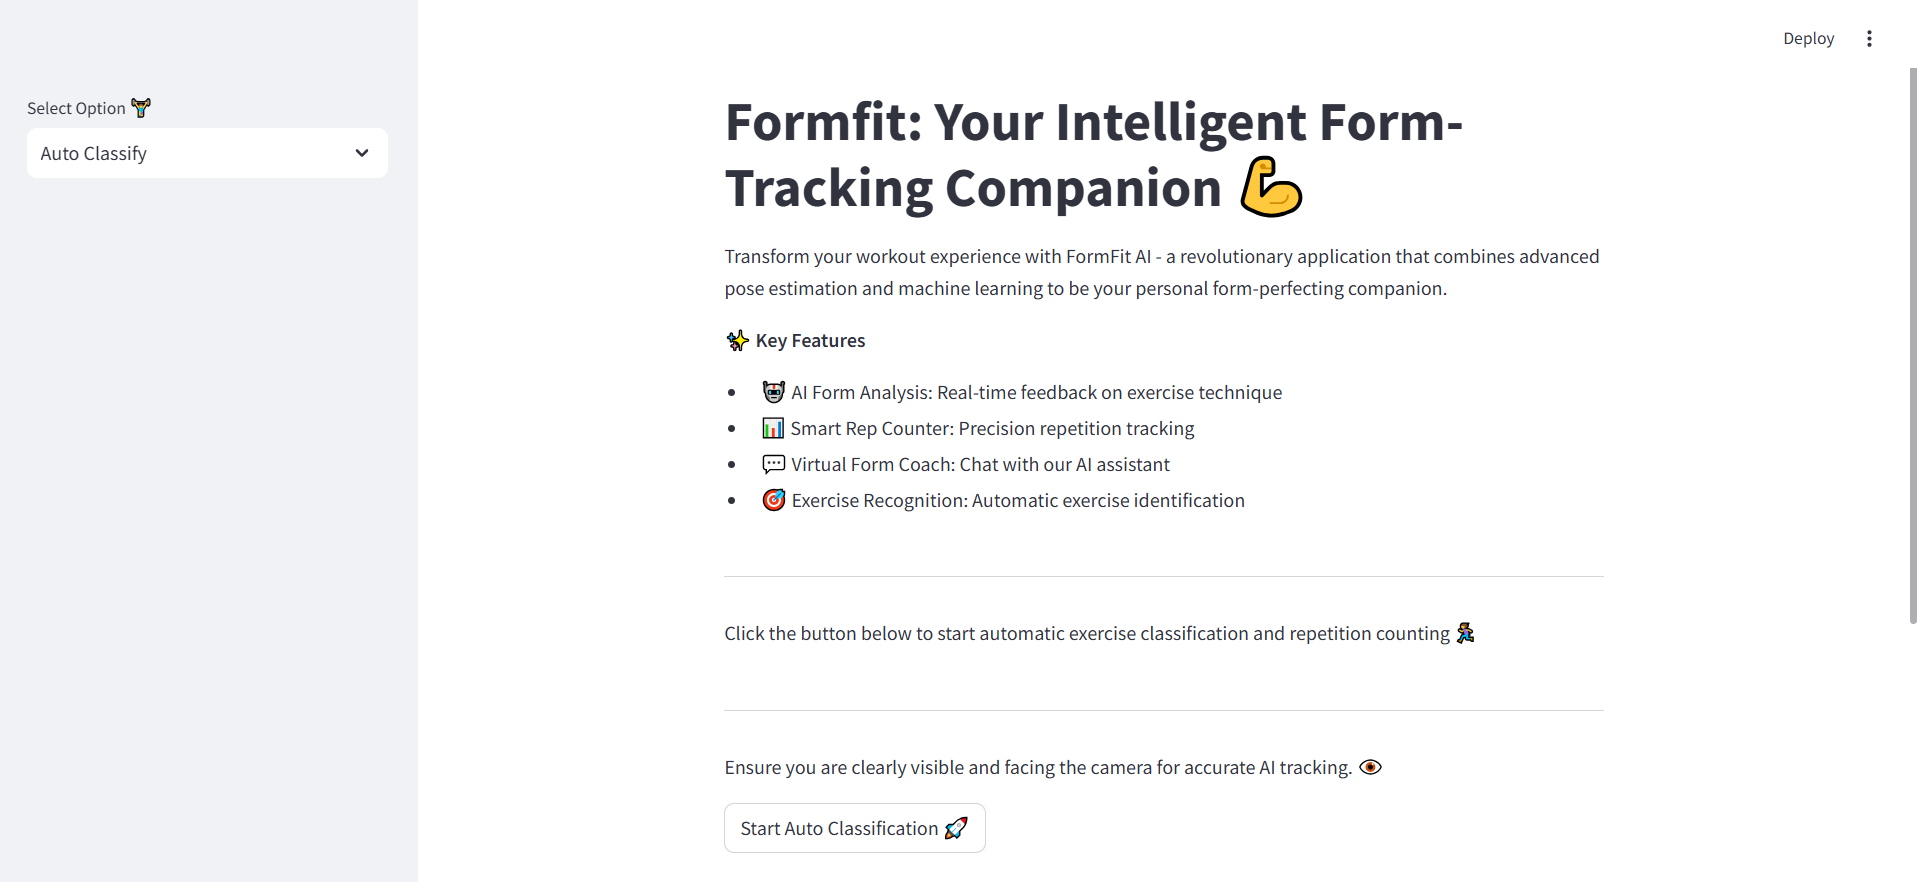 Deploy
Select Option
Auto Classify
Formfit: Your Intelligent Form-
Tracking Companion
Transform your workout experience with FormFit AI - a revolutionary application that combines advanced
pose estimation and machine learning to be your personal form-perfecting companion.
Key Features
AI Form Analysis: Real-time feedback on exercise technique
Smart Rep Counter: Precision repetition tracking
Virtual Form Coach: Chat with our AI assistant
Exercise Recognition: Automatic exercise identification
Click the button below to start automatic exercise classification and repetition counting
Ensure you are clearly visible and facing the camera for accurate AI tracking.
Start Auto Classification